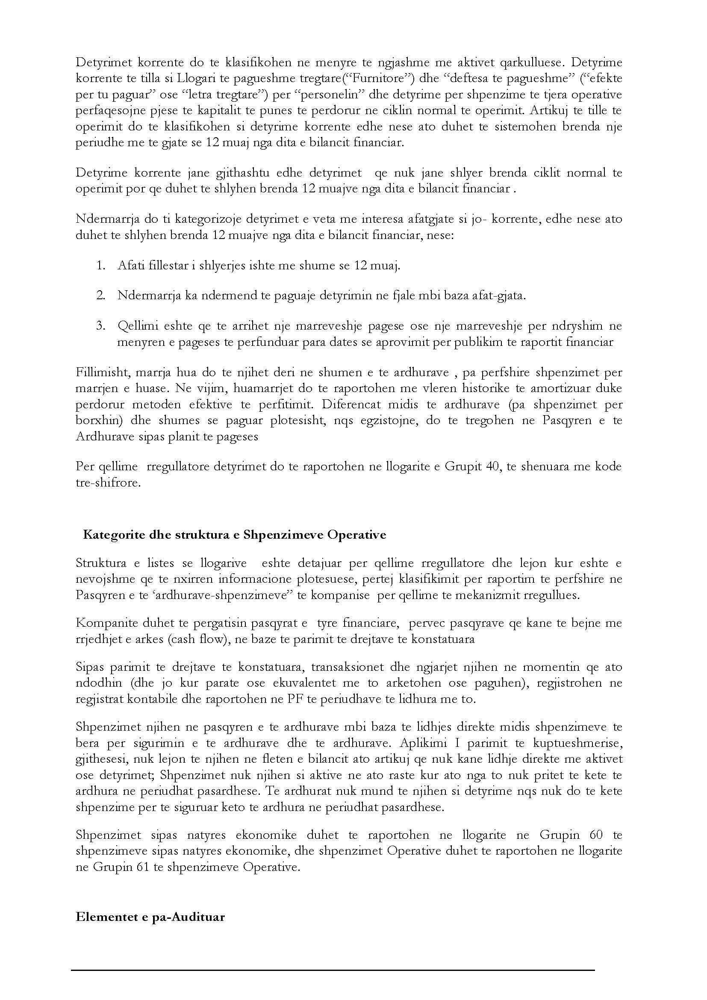 Detyrimet korrente do te klasifikohen ne menyre te ngjashme me aktivet qarkulluese. Detyrime
korrente te tilla si Llogari te pagueshme tregtare(“Furnitore”) dhe “deftesa te pagueshme” (“efekte
per tu paguar” ose “letra tregtare”) per “personelin” dhe detyrime per shpenzime te tjera operative
perfaqesojne pjese te kapitalit te punes te perdorur ne ciklin normal te operimit. Artikuj te tille te
operimit do te klasifikohen si detyrime korrente edhe nese ato duhet te sistemohen brenda nje
periudhe me te gjate se 12 muaj nga dita e bilancit financiar.
Detyrime korrente jane gjithashtu edhe detyrimet qe nuk jane shlyer brenda ciklit normal te
operimit por qe duhet te shlyhen brenda 12 muajve nga dita e bilancit financiar .
Ndermarrja do ti kategorizoje detyrimet e veta me interesa afatgjate si jo- korrente, edhe nese ato
duhet te shlyhen brenda 12 muajve nga dita e bilancit financiar, nese:
1. Afati fillestar i shlyerjes ishte me shume se 12 muaj.
2. Ndermarrja ka ndermend te paguaje detyrimin ne fjale mbi baza afat-gjata.
3. Qellimi eshte qe te arrihet nje marreveshje pagese ose nje marreveshje per ndryshim ne
menyren e pageses te perfunduar para dates se aprovimit per publikim te raportit financiar
Fillimisht, marrja hua do te njihet deri ne shumen e te ardhurave , pa perfshire shpenzimet per
marrjen e huase. Ne vijim, huamarrjet do te raportohen me vleren historike te amortizuar duke
perdorur metoden efektive te perfitimit. Diferencat midis te ardhurave (pa shpenzimet per
borxhin) dhe shumes se paguar plotesisht, nqs egzistojne, do te tregohen ne Pasqyren e te
Ardhurave sipas planit te pageses
Per qellime rregullatore detyrimet do te raportohen ne llogarite e Grupit 40, te shenuara me kode
tre-shifrore.
Kategorite dhe struktura e Shpenzimeve Operative
Struktura e listes se llogarive eshte detajuar per qellime rregullatore dhe lejon kur eshte e
nevojshme qe te nxirren informacione plotesuese, pertej klasifikimit per raportim te perfshire ne
Pasqyren e te ‘ardhurave-shpenzimeve” te kompanise per qellime te mekanizmit rregullues.
Kompanite duhet te pergatisin pasqyrat e tyre financiare, pervec pasqyrave qe kane te bejne me
rrjedhjet e arkes (cash flow), ne baze te parimit te drejtave te konstatuara
Sipas parimit te drejtave te konstatuara, transaksionet dhe ngjarjet njihen ne momentin qe ato
ndodhin (dhe jo kur parate ose ekuvalentet me to arketohen ose paguhen), regjistrohen ne
regjistrat kontabile dhe raportohen ne PF te periudhave te lidhura me to.
Shpenzimet njihen ne pasqyren e te ardhurave mbi baza te lidhjes direkte midis shpenzimeve te
bera per sigurimin e te ardhurave dhe te ardhurave. Aplikimi I parimit te kuptueshmerise,
gjithesesi, nuk lejon te njihen ne fleten e bilancit ato artikuj qe nuk kane lidhje direkte me aktivet
ose detyrimet; Shpenzimet nuk njihen si aktive ne ato raste kur ato nga to nuk pritet te kete te
ardhura ne periudhat pasardhese. Te ardhurat nuk mund te njihen si detyrime nqs nuk do te kete
shpenzime per te siguruar keto te ardhura ne periudhat pasardhese.
Shpenzimet sipas natyres ekonomike duhet te raportohen ne llogarite ne Grupin 60 te
shpenzimeve sipas natyres ekonomike, dhe shpenzimet Operative duhet te raportohen ne llogarite
ne Grupin 61 te shpenzimeve Operative.
Elementet e pa-Audituar